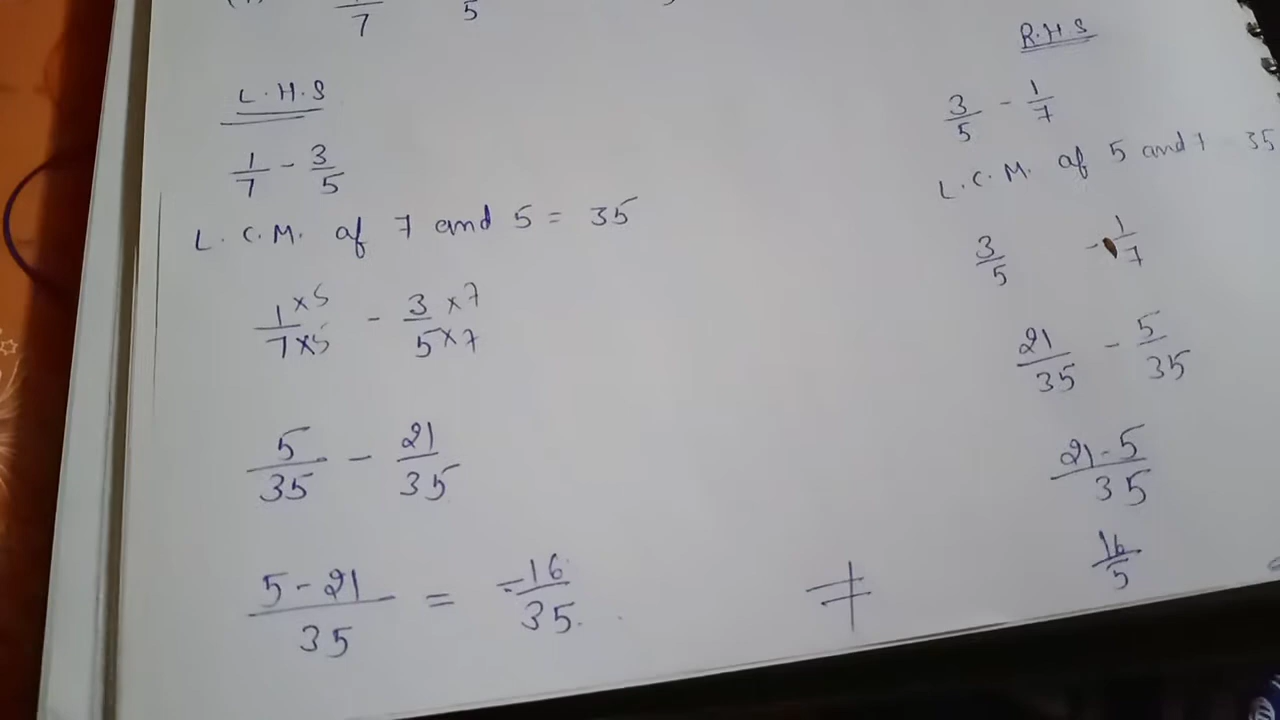 7 5
L.H.S
1/7 - 3/5
L.C.M. of 7 and 5 = 35
1×5/7×5 - 3×7/5×7
5/35 - 21/35
5-21/35 = -16/35
≠
R.H.S
3/5 - 1/7
L.C.M. of 5 and 1 35
3/5 - 1/7
21/35 - 5/35
21-5/35
16/5